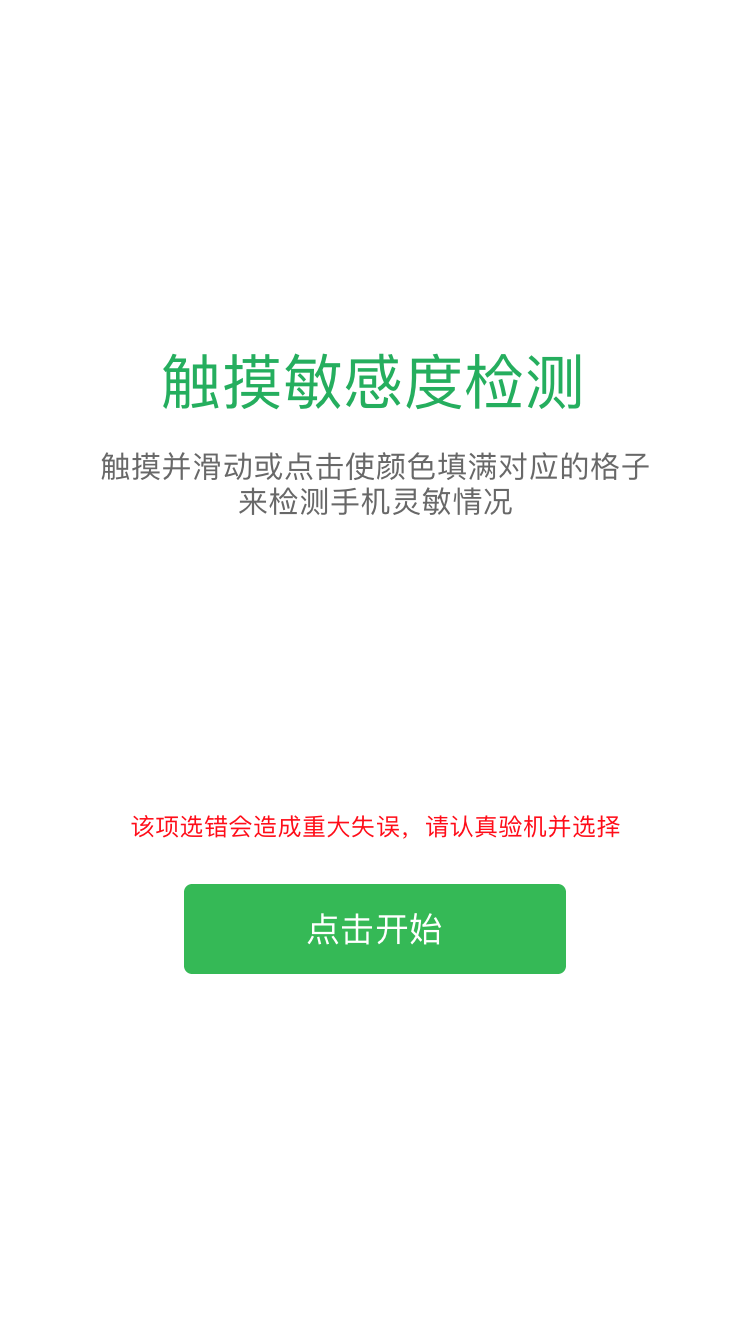 触摸敏感度检测
触摸并滑动或点击使颜色填满对应的格子
来检测手机灵敏情况
该项选错会造成重大失误，请认真验机并选择
点击开始